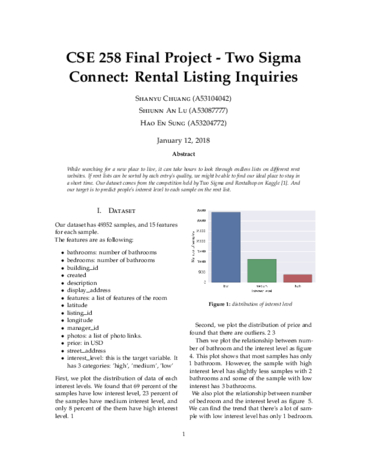 CSE 258 Final Project - Two Sigma
Connect: Rental Listing Inquiries
Shanyu Chuang (A53104042)
Shiunn An Lu (A53087777)
Hao En Sung (A53204772)
January 12, 2018
Abstract
While searching for a new place to live, it can take hours to look through endless lists on different rent
websites. If rent lists can be sorted by each entry's quality, we might be able to find our ideal place to stay in
a short time. Our dataset comes from the competition held by Two Sigma and RentalHop on Kaggle [1]. And
our target is to predict people's interest level to each sample on the rent list.
I. Dataset
Our dataset has 49352 samples, and 15 features
for each sample.
The features are as following:
• bathrooms: number of bathrooms
• bedrooms: number of bathrooms
• building_id
• created
• description
• display_address
• features: a list of features of the room
• latitude
• listing_id
• longitude
• manager_id
• photos: a list of photo links.
• price: in USD
• street_address
• interest_level: this is the target variable. It
has 3 categories: 'high', 'medium', 'low'
First, we plot the distribution of data of each
interest levels. We found that 69 percent of the
samples have low interest level, 23 percent of
the samples have medium interest level, and
only 8 percent of the them have high interest
level. 1
Figure 1: distribution of interest level
Second, we plot the distribution of price and
found that there are outliers. 2 3
Then we plot the relationship between num-
ber of bathroom and the interest level as figure
4. This plot shows that most samples has only
1 bathroom. However, the sample with high
interest level has slightly less samples with 2
bathrooms and some of the sample with low
interest has 3 bathrooms.
We also plot the relationship between number
of bedroom and the interest level as figure 5.
We can find the trend that there's a lot of sam-
ple with low interest level has only 1 bedroom.
1